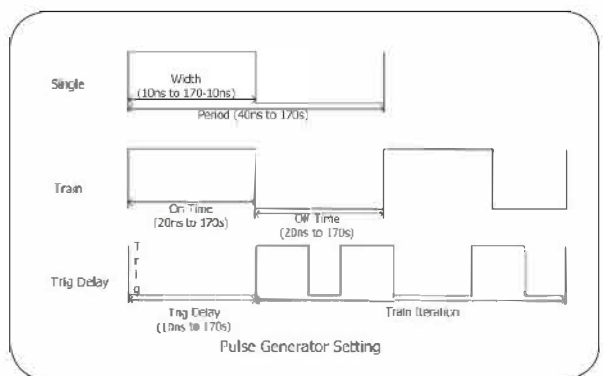 Single
Width
(10ns to 170-10ns)
Period (40ns to 170s)
Train
On Time
(20ns to 170s)
Off Time
(20ns to 170s)
Trig
Trig Delay
Trig Delay
(10ns to 170s)
Train Iteration
Pulse Generator Setting